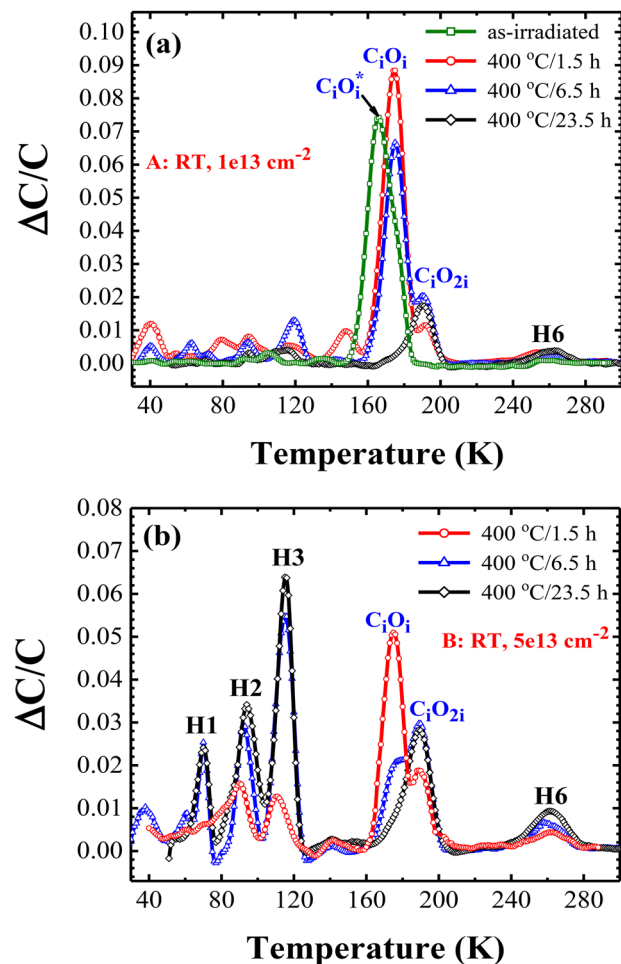 (a)
as-irradiated
400 °C/1.5 h
400 °C/6.5 h
400 °C/23.5 h
CᵢOᵢ
CᵢOᵢ*
A: RT, 1e13 cm⁻²
CᵢO₂ᵢ
H6
0.10
0.09
0.08
0.07
0.06
0.05
0.04
0.03
0.02
0.01
0.00
ΔC/C
40 80 120 160 200 240 280
Temperature (K)
(b)
400 °C/1.5 h
400 °C/6.5 h
400 °C/23.5 h
H3
CᵢOᵢ
B: RT, 5e13 cm⁻²
H2
CᵢO₂ᵢ
H1
H6
0.08
0.07
0.06
0.05
0.04
0.03
0.02
0.01
0.00
ΔC/C
40 80 120 160 200 240 280
Temperature (K)